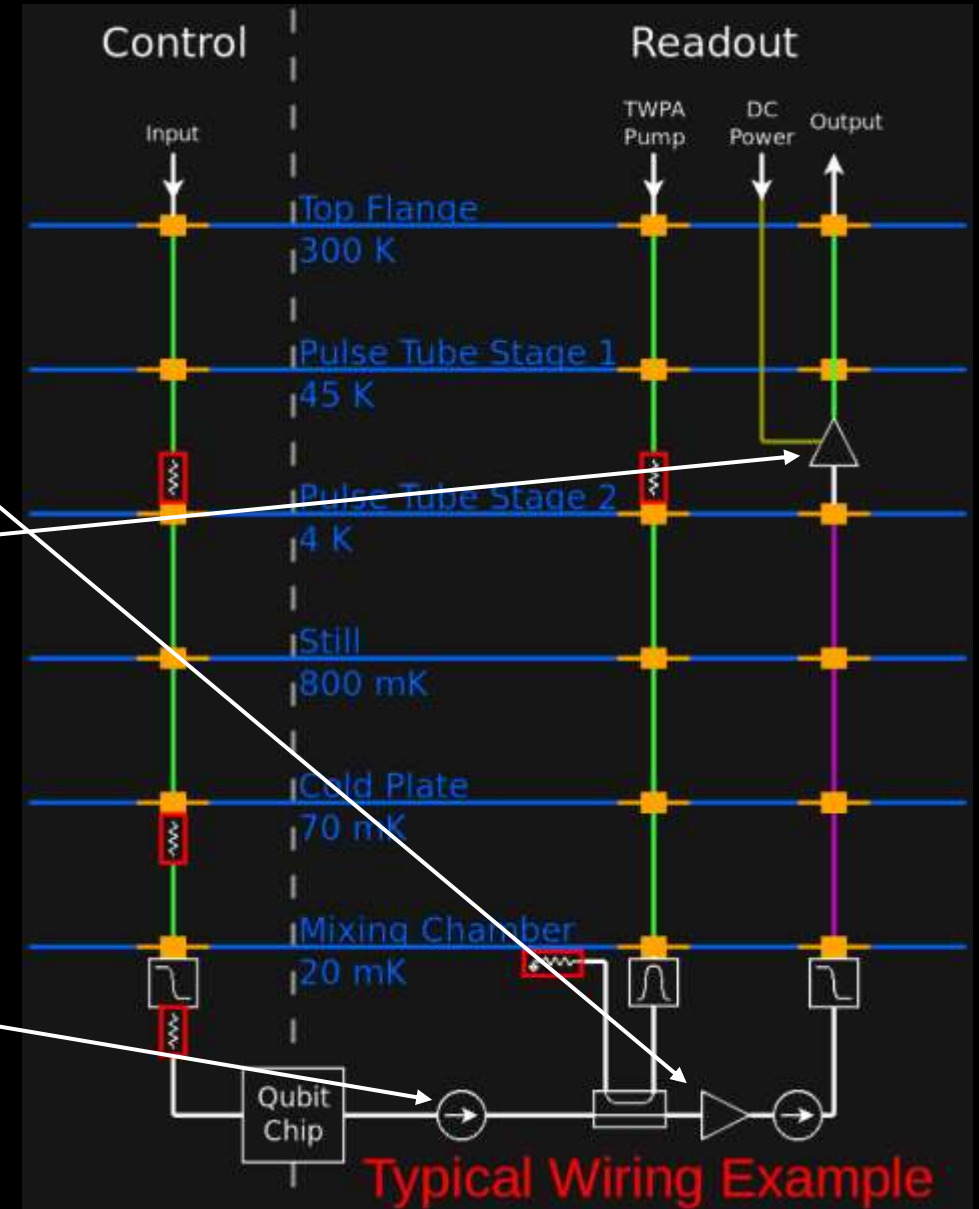 Control
Readout
Input
TWPA
Pump
DC
Power
Output
Top Flange
300 K
Pulse Tube Stage 1
45 K
Pulse Tube Stage 2
4 K
Still
800 mK
Cold Plate
70 mK
Mixing Chamber
20 mK
Qubit
Chip
Typical Wiring Example